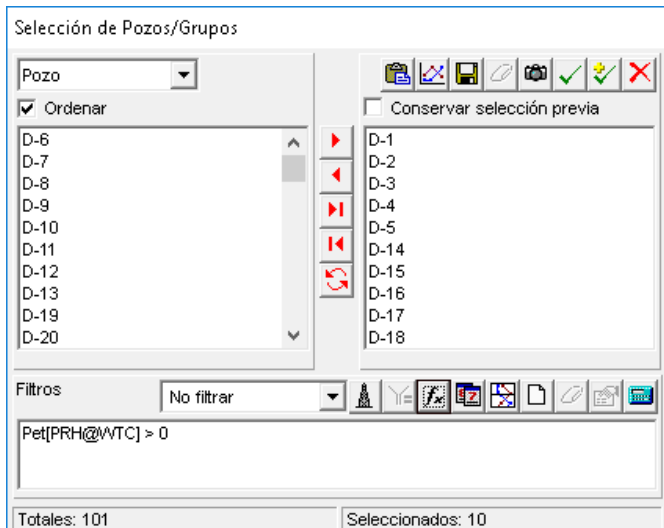 Selección de Pozos/Grupos
Pozo
Ordenar
Conservar selección previa
D-6
D-7
D-8
D-9
D-10
D-11
D-12
D-13
D-19
D-20
D-1
D-2
D-3
D-4
D-5
D-14
D-15
D-16
D-17
D-18
Filtros
No filtrar
Pet[PRH@WTC] > 0
Totales: 101
Seleccionados: 10